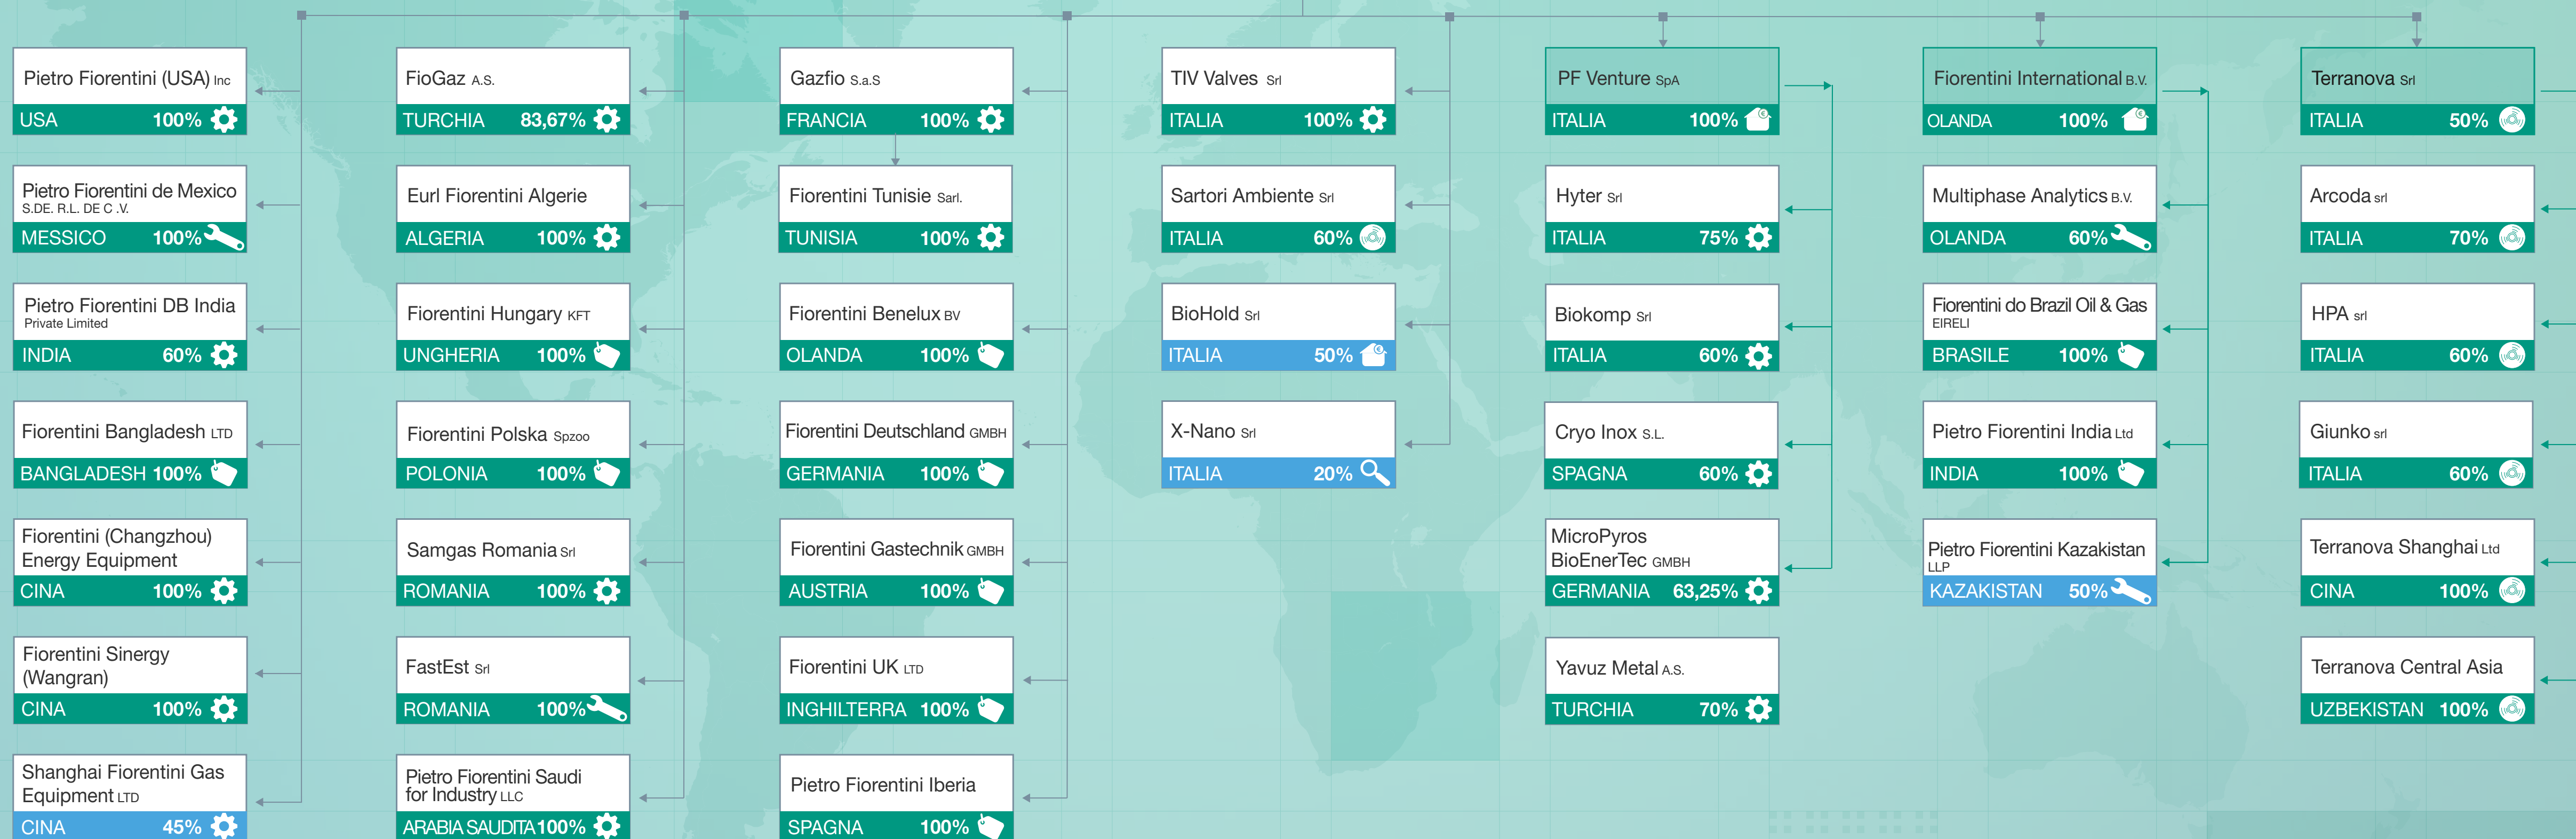 Pietro Fiorentini (USA) Inc
USA 100%
Pietro Fiorentini de Mexico
S.DE. R.L. DE C .V.
MESSICO 100%
Pietro Fiorentini DB India
Private Limited
INDIA 60%
Fiorentini Bangladesh LTD
BANGLADESH 100%
Fiorentini (Changzhou)
Energy Equipment
CINA 100%
Fiorentini Sinergy
(Wangran)
CINA 100%
Shanghai Fiorentini Gas
Equipment LTD
CINA 45%
FioGaz A.S.
TURCHIA 83,67%
Eurl Fiorentini Algerie
ALGERIA 100%
Fiorentini Hungary KFT
UNGHERIA 100%
Fiorentini Polska Spzoo
POLONIA 100%
Samgas Romania Srl
ROMANIA 100%
FastEst Srl
ROMANIA 100%
Pietro Fiorentini Saudi
for Industry LLC
ARABIA SAUDITA 100%
Gazfio S.a.S
FRANCIA 100%
Fiorentini Tunisie Sarl.
TUNISIA 100%
Fiorentini Benelux BV
OLANDA 100%
Fiorentini Deutschland GMBH
GERMANIA 100%
Fiorentini Gastechnik GMBH
AUSTRIA 100%
Fiorentini UK LTD
INGHILTERRA 100%
Pietro Fiorentini Iberia
SPAGNA 100%
TIV Valves Srl
ITALIA 100%
Sartori Ambiente Srl
ITALIA 60%
BioHold Srl
ITALIA 50%
X-Nano Srl
ITALIA 20%
PF Venture SpA
ITALIA 100%
Hyter Srl
ITALIA 75%
Biokomp Srl
ITALIA 60%
Cryo Inox S.L.
SPAGNA 60%
MicroPyros
BioEnerTec GMBH
GERMANIA 63,25%
Yavuz Metal A.S.
TURCHIA 70%
Fiorentini International B.V.
OLANDA 100%
Multiphase Analytics B.V.
OLANDA 60%
Fiorentini do Brazil Oil & Gas
EIRELI
BRASILE 100%
Pietro Fiorentini India Ltd
INDIA 100%
Pietro Fiorentini Kazakistan
LLP
KAZAKISTAN 50%
Terranova Srl
ITALIA 50%
Arcoda srl
ITALIA 70%
HPA srl
ITALIA 60%
Giunko srl
ITALIA 60%
Terranova Shanghai Ltd
CINA 100%
Terranova Central Asia
UZBEKISTAN 100%